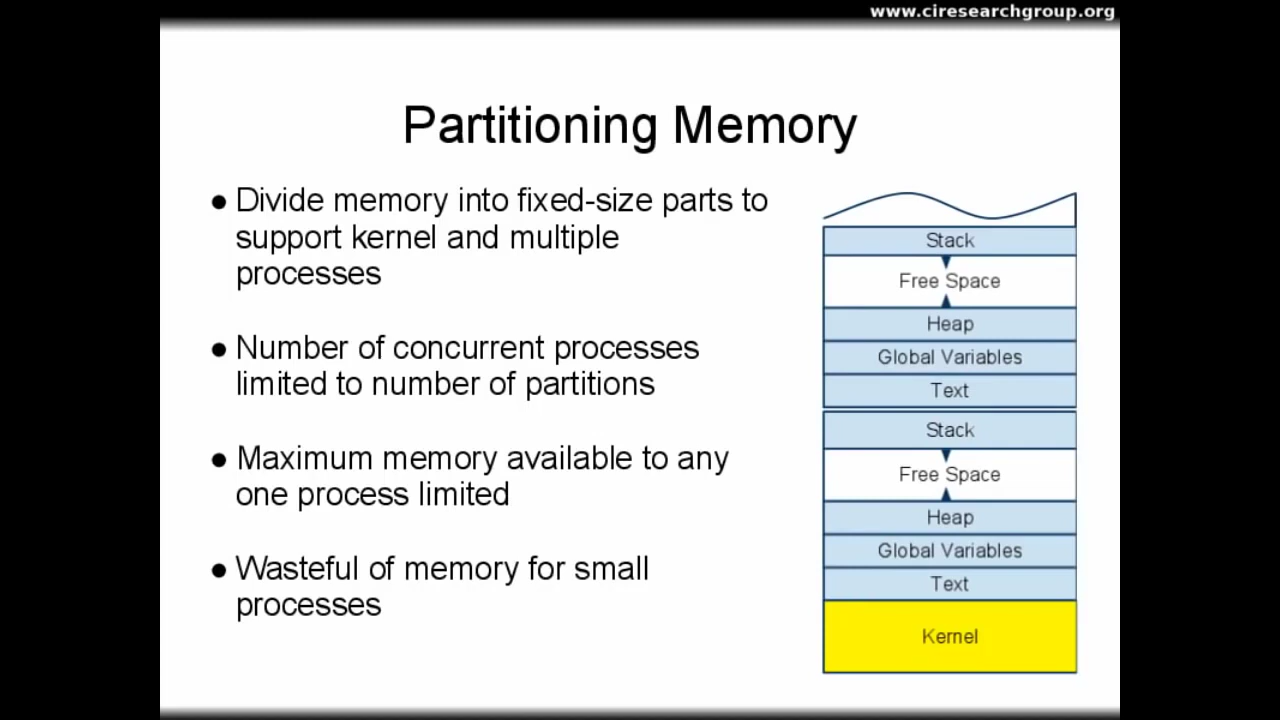 www.ciresearchgroup.org
Partitioning Memory
● Divide memory into fixed-size parts to
support kernel and multiple
processes
● Number of concurrent processes
limited to number of partitions
● Maximum memory available to any
one process limited
● Wasteful of memory for small
processes
Stack
Free Space
Heap
Global Variables
Text
Stack
Free Space
Heap
Global Variables
Text
Kernel